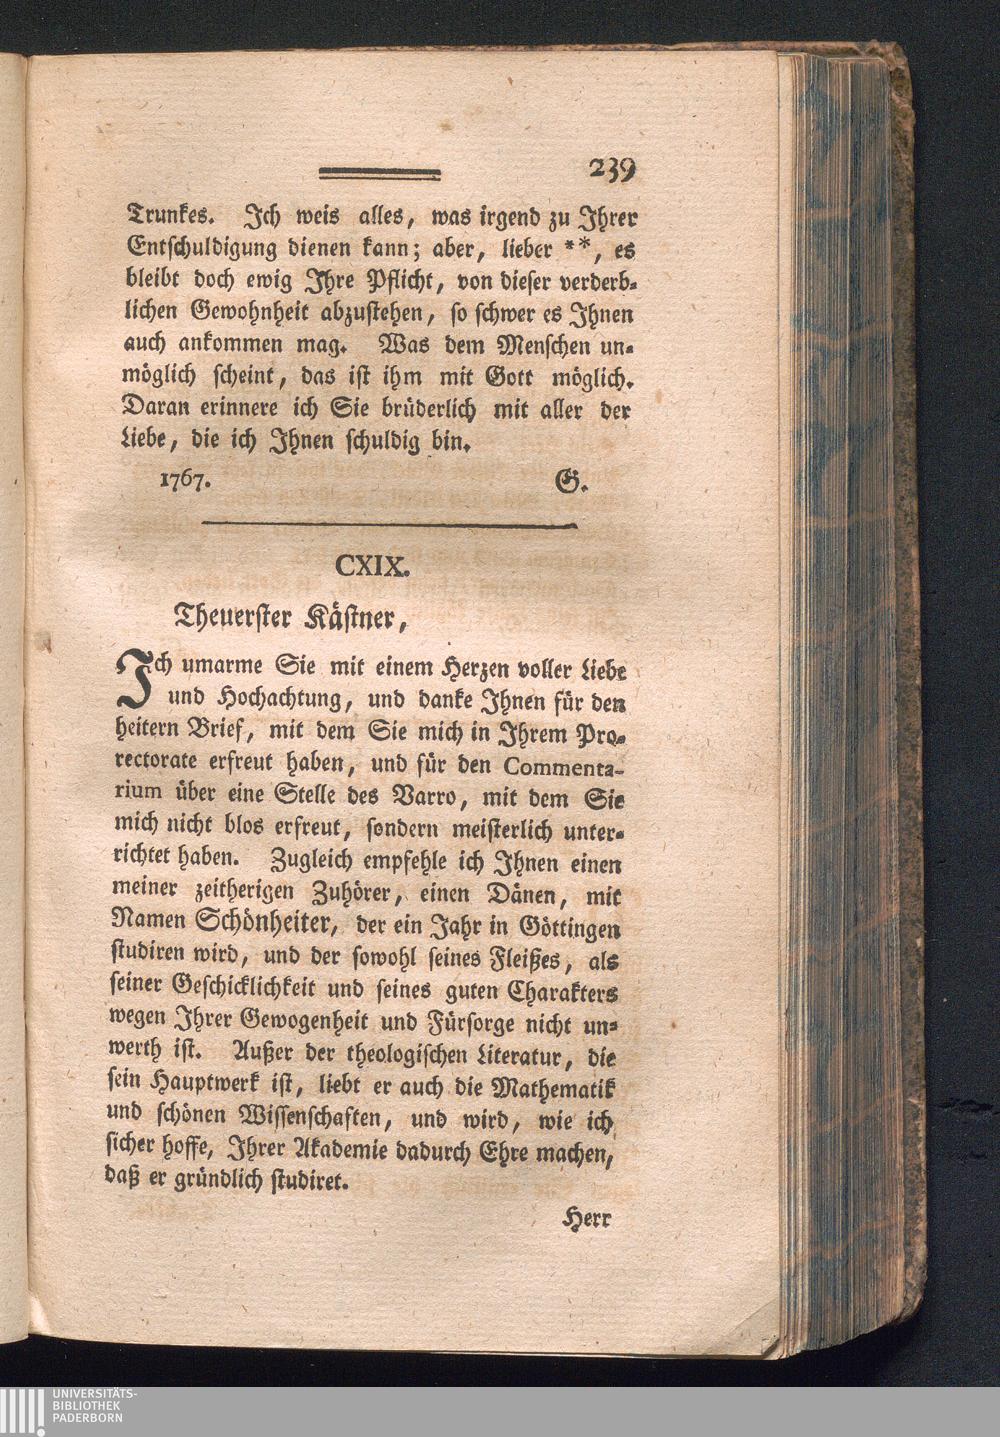 239
Trunkes. Ich weis alles, was irgend zu Ihrer
Entschuldigung dienen kann; aber, lieber **, es
bleibt doch ewig Ihre Pflicht, von dieser verderb-
lichen Gewohnheit abzustehen, so schwer es Ihnen
auch ankommen mag. Was dem Menschen un-
möglich scheint, das ist ihm mit Gott möglich.
Daran erinnere ich Sie brüderlich mit aller der
Liebe, die ich Ihnen schuldig bin.
1767. G.
CXIX.
Theuerster Kästner,
Ich umarme Sie mit einem Herzen voller Liebe
und Hochachtung, und danke Ihnen für den
heitern Brief, mit dem Sie mich in Ihrem Pro-
rectorate erfreut haben, und für den Commenta-
rium über eine Stelle des Varro, mit dem Sie
mich nicht blos erfreut, sondern meisterlich unter-
richtet haben. Zugleich empfehle ich Ihnen einen
meiner zeitherigen Zuhörer, einen Dänen, mit
Namen Schönheiter, der ein Jahr in Göttingen
studiren wird, und der sowohl seines Fleißes, als
seiner Geschicklichkeit und seines guten Charakters
wegen Ihrer Gewogenheit und Fürsorge nicht un-
werth ist. Außer der theologischen Literatur, die
sein Hauptwerk ist, liebt er auch die Mathematik
und schönen Wissenschaften, und wird, wie ich
sicher hoffe, Ihrer Akademie dadurch Ehre machen,
daß er gründlich studiret.
Herr
UNIVERSITÄTS-
BIBLIOTHEK
PADERBORN